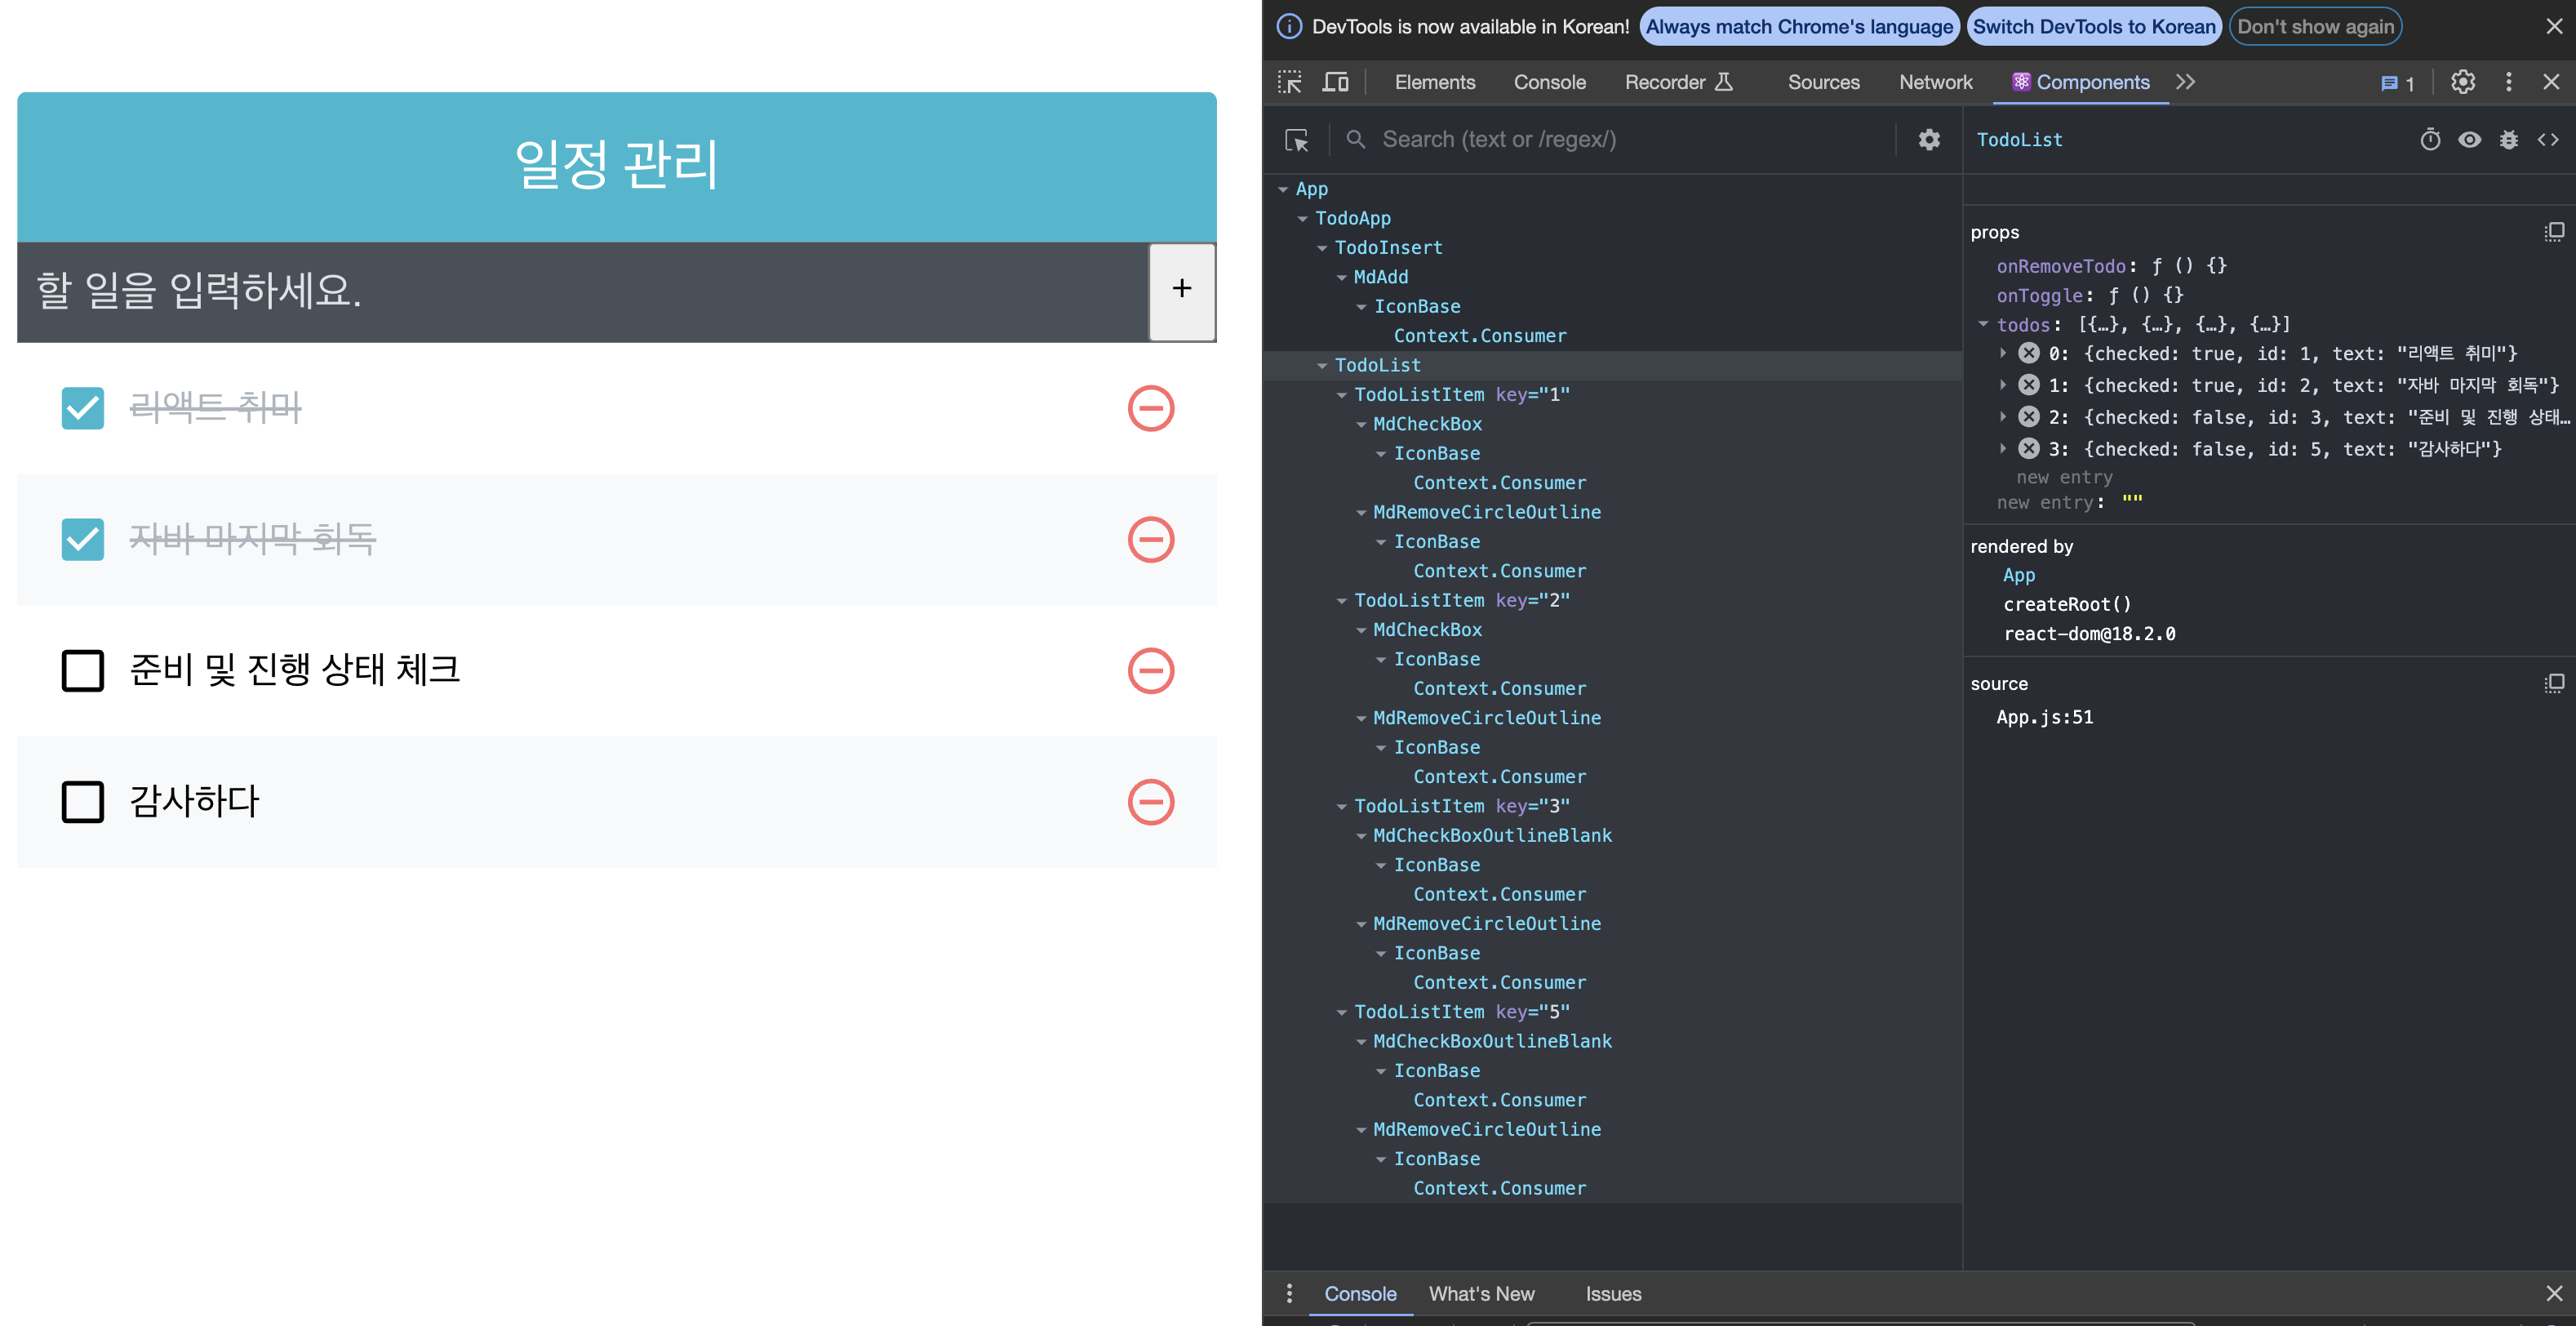 일정 관리
할 일을 입력하세요.
+
리액트 취미
자바 마지막 회독
준비 및 진행 상태 체크
감사하다
DevTools is now available in Korean! Always match Chrome's language Switch DevTools to Korean Don't show again
Elements Console Recorder Sources Network Components 1
Search (text or /regex/)
App
TodoApp
TodoInsert
MdAdd
IconBase
Context.Consumer
TodoList
TodoListItem key="1"
MdCheckBox
IconBase
Context.Consumer
MdRemoveCircleOutline
IconBase
Context.Consumer
TodoListItem key="2"
MdCheckBox
IconBase
Context.Consumer
MdRemoveCircleOutline
IconBase
Context.Consumer
TodoListItem key="3"
MdCheckBoxOutlineBlank
IconBase
Context.Consumer
MdRemoveCircleOutline
IconBase
Context.Consumer
TodoListItem key="5"
MdCheckBoxOutlineBlank
IconBase
Context.Consumer
MdRemoveCircleOutline
IconBase
Context.Consumer
TodoList
props
onRemoveTodo: ƒ () {}
onToggle: ƒ () {}
todos: [{…}, {…}, {…}, {…}]
0: {checked: true, id: 1, text: "리액트 취미"}
1: {checked: true, id: 2, text: "자바 마지막 회독"}
2: {checked: false, id: 3, text: "준비 및 진행 상태…
3: {checked: false, id: 5, text: "감사하다"}
new entry
new entry: ""
rendered by
App
createRoot()
react-dom@18.2.0
source
App.js:51
Console What's New Issues